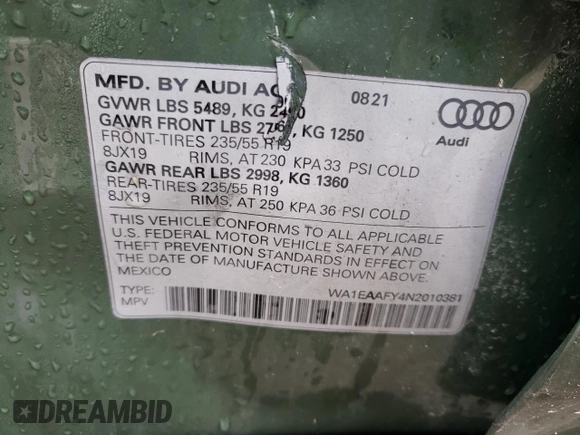 MFD. BY AUDI AG
08 21
GVWR LBS 5489, KG
GAWR FRONT LBS KG 1250
FRONT-TIRES 235/55 R19
8JX19 RIMS, AT 230 KPA 33 PSI COLD
GAWR REAR LBS 2998, KG 1360
REAR-TIRES 235/55 R19
8JX19 RIMS, AT 250 KPA 36 PSI COLD
Audi
THIS VEHICLE CONFORMS TO ALL APPLICABLE
U.S. FEDERAL MOTOR VEHICLE SAFETY AND
THEFT PREVENTION STANDARDS IN EFFECT ON
THE DATE OF MANUFACTURE SHOWN ABOVE
MEXICO
TYPE:
MPV
WA1EAAFY4N2010381
DREAMBID